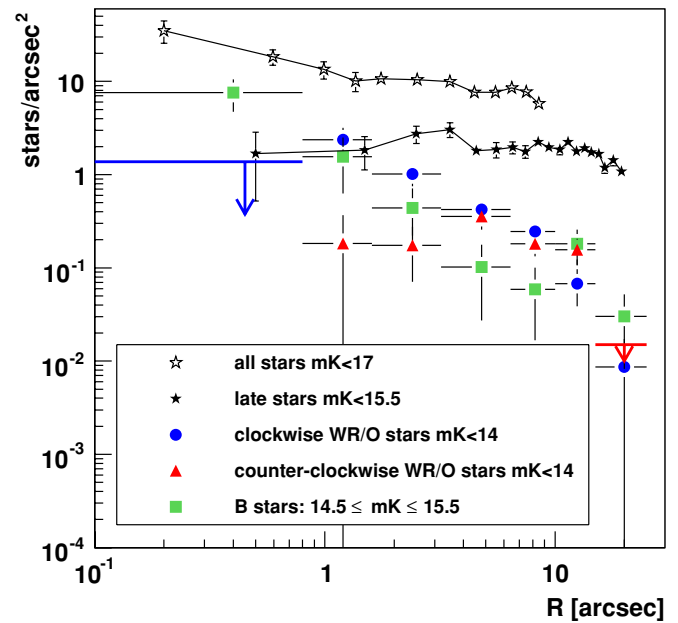 stars/arcsec²
10
1
10⁻¹
10⁻²
10⁻³
10⁻⁴
all stars mK<17
late stars mK<15.5
clockwise WR/O stars mK<14
counter-clockwise WR/O stars mK<14
B stars: 14.5 ≤ mK ≤ 15.5
10⁻¹ 1 10
R [arcsec]